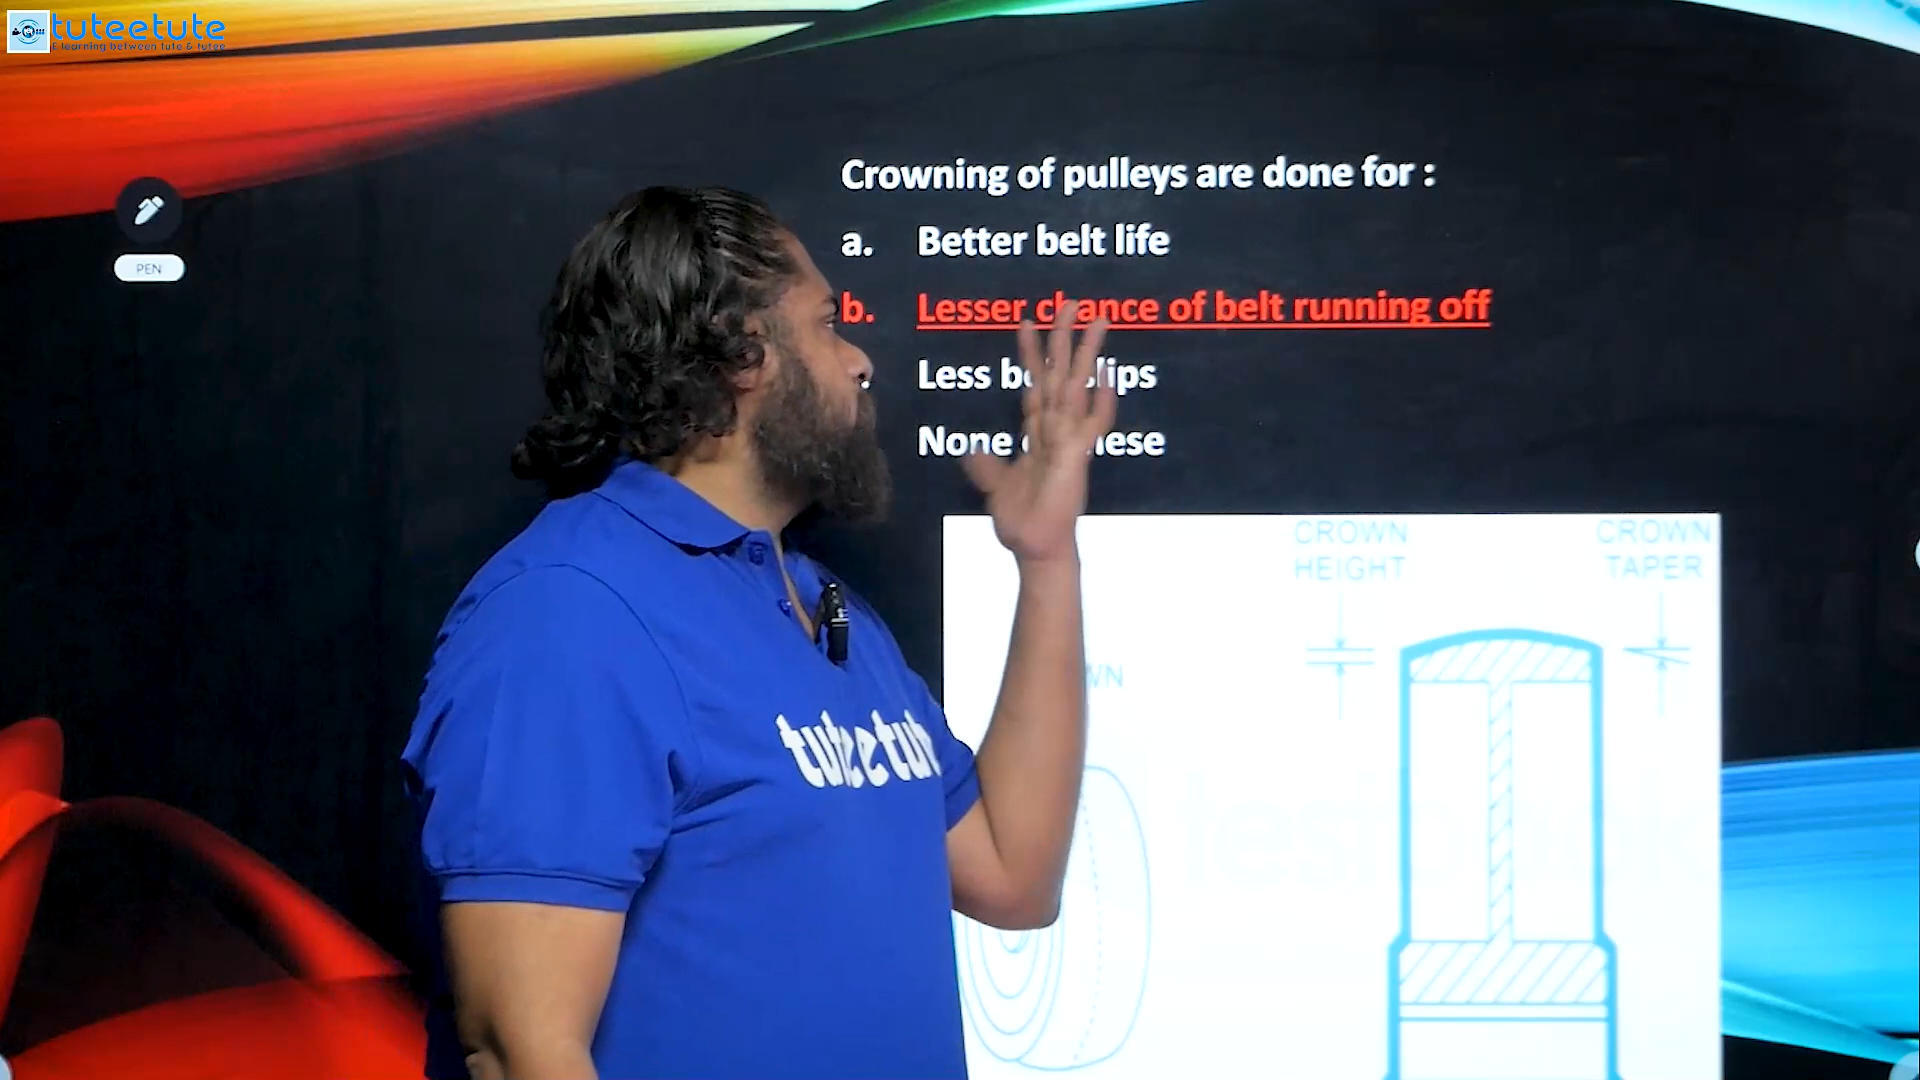 tuteetute
E learning between tute & tutee
Crowning of pulleys are done for :
a. Better belt life
b. Lesser chance of belt running off
Less
None
PEN
CROWN HEIGHT
CROWN TAPER
tuteetut